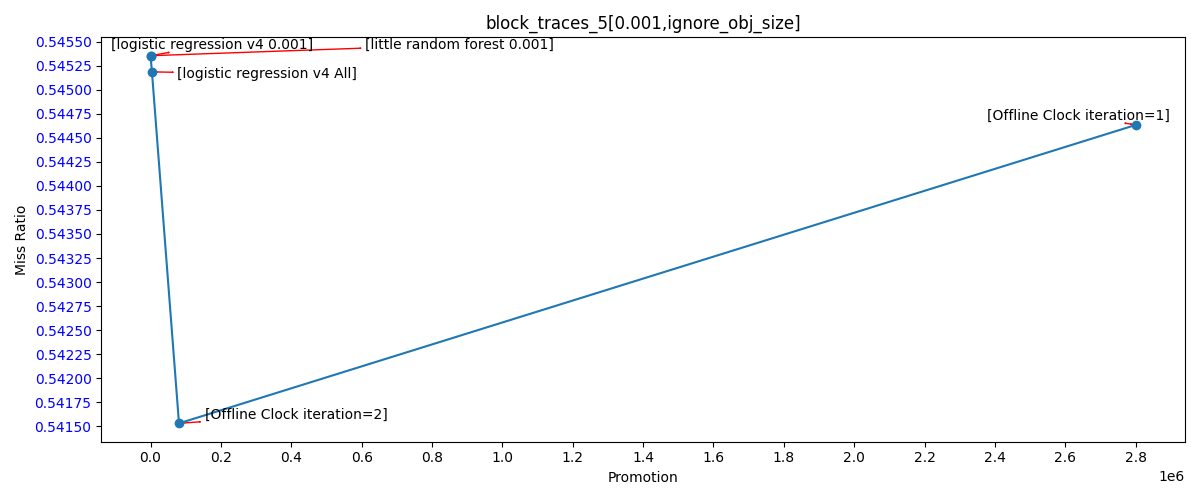 block_traces_5[0.001,ignore_obj_size]
0.54550
[logistic regression v4 0.001]
[little random forest 0.001]
0.54525
[logistic regression v4 All]
0.54500
0.54475
[Offline Clock iteration=1]
0.54450
0.54425
0.54400
0.54375
0.54350
0.54325
0.54300
0.54275
0.54250
0.54225
0.54200
0.54175
[Offline Clock iteration=2]
0.54150
Miss Ratio
0.0 0.2 0.4 0.6 0.8 1.0 1.2 1.4 1.6 1.8 2.0 2.2 2.4 2.6 2.8
1e6
Promotion